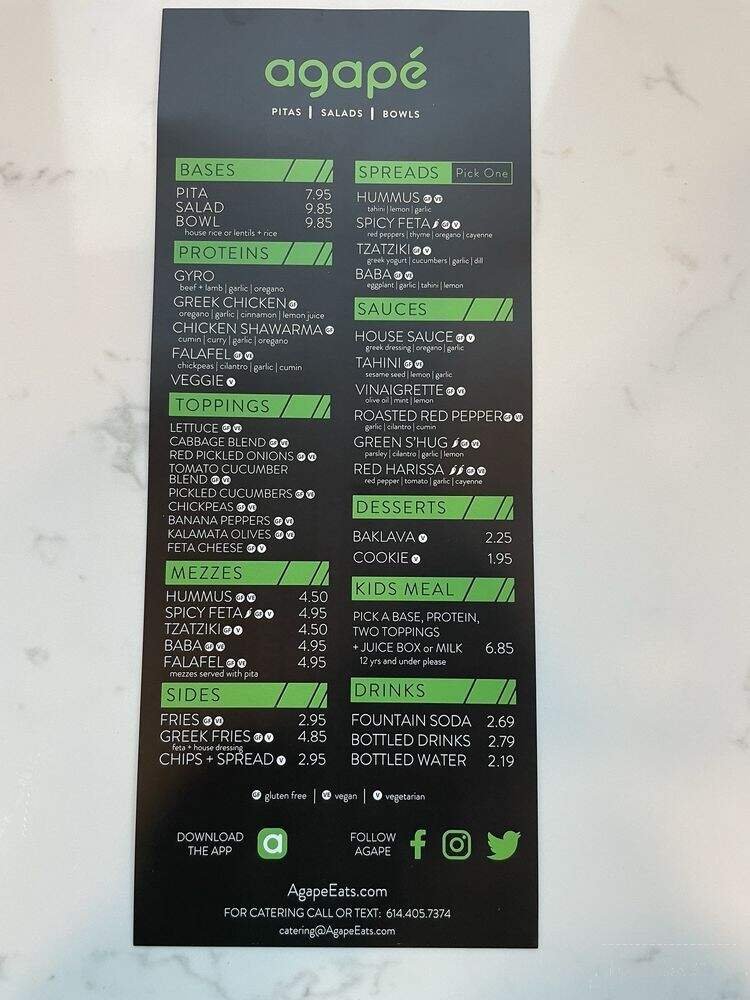 agapé
PITAS | SALADS | BOWLS
BASES
PITA 7.95
SALAD 9.85
BOWL 9.85
house rice or lentils + rice
PROTEINS
GYRO
beef + lamb | garlic | oregano
GREEK CHICKEN GF
oregano | garlic | cinnamon | lemon juice
CHICKEN SHAWARMA GF
cumin | curry | garlic | oregano
FALAFEL GF VE
chickpeas | cilantro | garlic | cumin
VEGGIE V
TOPPINGS
LETTUCE GF VE
CABBAGE BLEND GF VE
RED PICKLED ONIONS GF VE
TOMATO CUCUMBER
BLEND GF VE
PICKLED CUCUMBERS GF VE
CHICKPEAS GF VE
BANANA PEPPERS GF VE
KALAMATA OLIVES GF VE
FETA CHEESE GF V
MEZZES
HUMMUS GF VE 4.50
SPICY FETA GF V 4.95
TZATZIKI GF V 4.50
BABA GF VE 4.95
FALAFEL GF VE 4.95
mezzes served with pita
SIDES
FRIES GF VE 2.95
GREEK FRIES GF V 4.85
feta + house dressing
CHIPS + SPREAD V 2.95
SPREADS Pick One
HUMMUS GF VE
tahini | lemon | garlic
SPICY FETA GF V
red peppers | thyme | oregano | cayenne
TZATZIKI GF V
greek yogurt | cucumbers | garlic | dill
BABA GF VE
eggplant | garlic | tahini | lemon
SAUCES
HOUSE SAUCE GF V
greek dressing | oregano | garlic
TAHINI GF VE
sesame seed | lemon | garlic
VINAIGRETTE GF VE
olive oil | mint | lemon
ROASTED RED PEPPER GF VE
garlic | cilantro | cumin
GREEN S'HUG GF VE
parsley | cilantro | garlic | lemon
RED HARISSA GF VE
red pepper | tomato | garlic | cayenne
DESSERTS
BAKLAVA V 2.25
COOKIE V 1.95
KIDS MEAL
PICK A BASE, PROTEIN,
TWO TOPPINGS
+ JUICE BOX or MILK 6.85
12 yrs and under please
DRINKS
FOUNTAIN SODA 2.69
BOTTLED DRINKS 2.79
BOTTLED WATER 2.19
GF gluten free | VE vegan | V vegetarian
DOWNLOAD
THE APP
a
FOLLOW
AGAPE
AgapeEats.com
FOR CATERING CALL OR TEXT: 614.405.7374
catering@AgapeEats.com